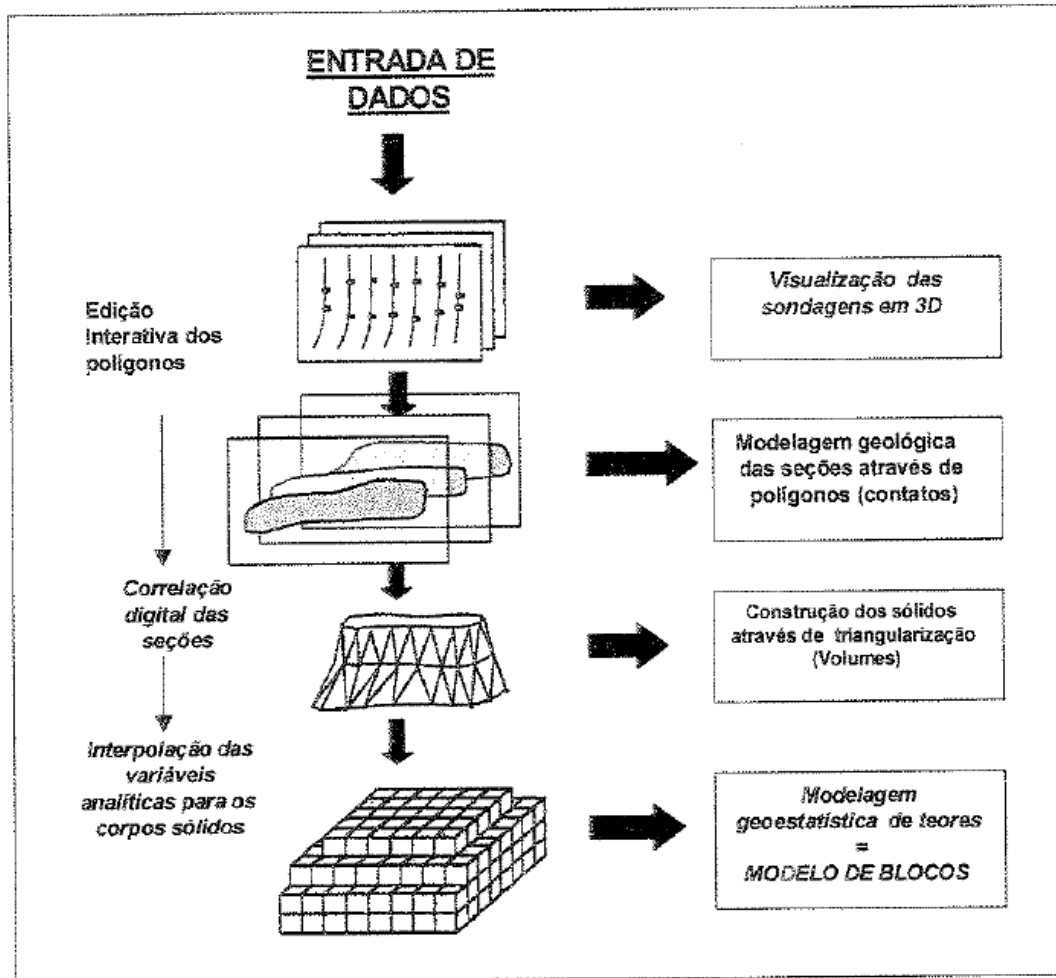 ENTRADA DE
DADOS
Visualização das
sondagens em 3D
Edição
Interativa dos
polígonos
Modelagem geológica
das seções através de
polígonos (contatos)
Correlação
digital das
seções
Construção dos sólidos
através de triangularização
(Volumes)
Interpolação das
variáveis
analíticas para os
corpos sólidos
Modelagem
geoestatística de teores
=
MODELO DE BLOCOS